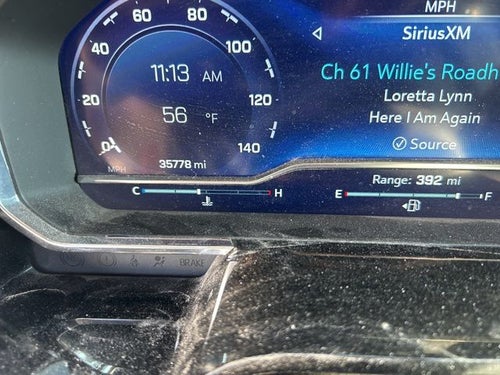 MPH
SiriusXM
Ch 61 Willie's Roadh
Loretta Lynn
Here I Am Again
Source
0 20 40 60 80 100 120 140
11:13 AM
56 °F
MPH
35778 mi
C H
Range: 392 mi
E F
BRAKE